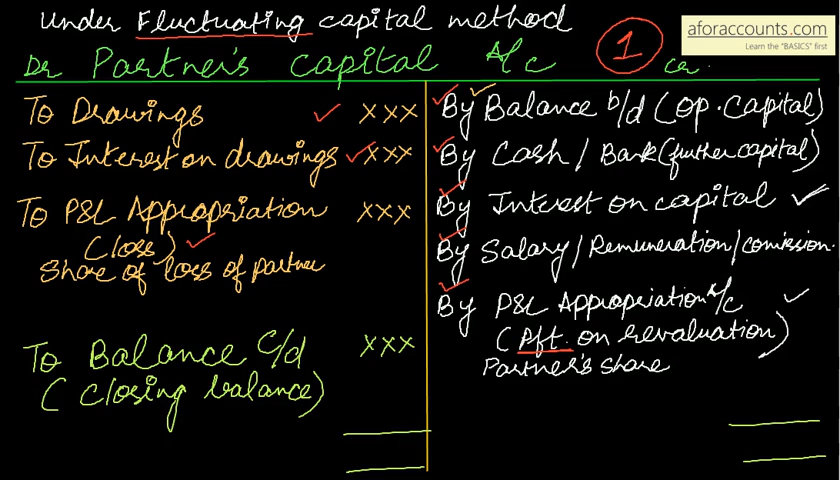 Under Fluctuating capital method
aforaccounts.com
Learn the "BASICS" first
Dr Partner's capital A/c 1 cr.
To Drawings XXX
To Interest on drawings XXX
To P&L Appropriation XXX
(loss)
Share of loss of partner
To Balance c/d XXX
(Closing balance)
By Balance b/d (op. Capital)
By Cash / Bank (further capital)
By Interest on capital
By Salary / Remuneration / comission.
By P&L Appropriation A/c
(Pft. on revaluation)
Partner's share